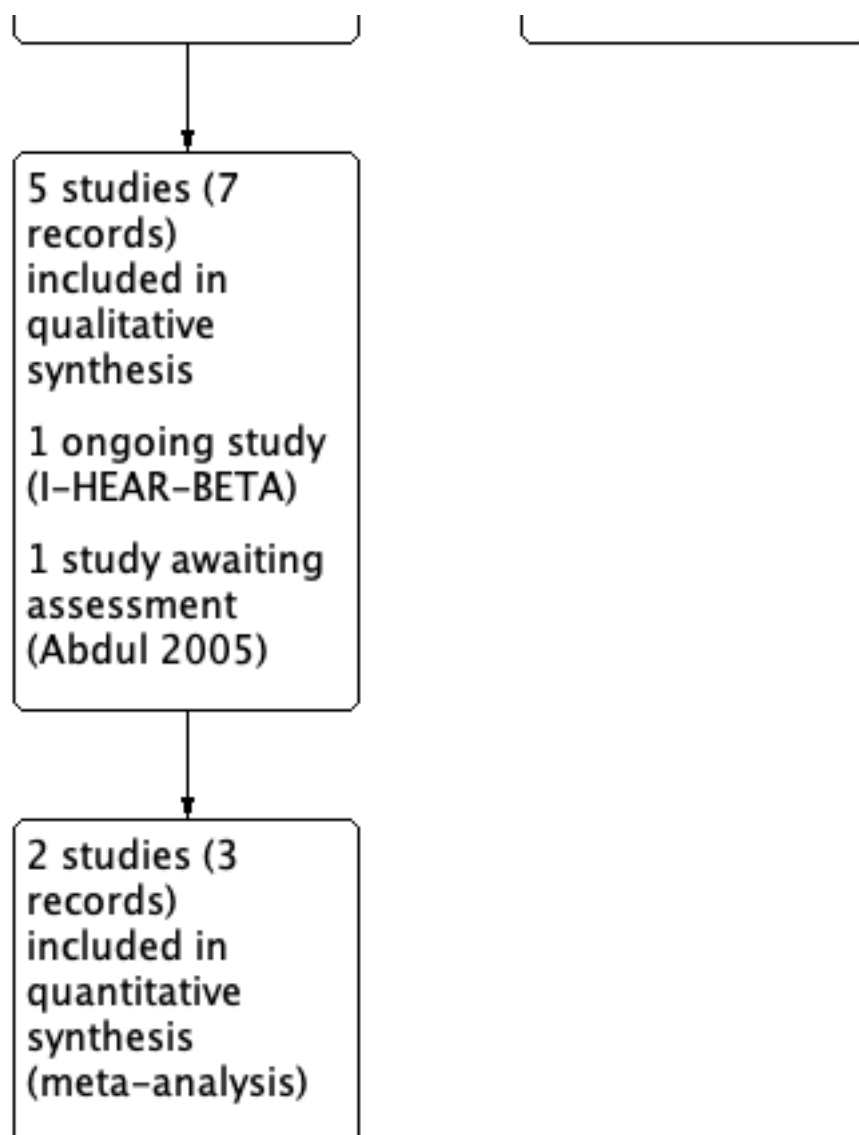 5 studies (7
records)
included in
qualitative
synthesis
1 ongoing study
(I-HEAR-BETA)
1 study awaiting
assessment
(Abdul 2005)
2 studies (3
records)
included in
quantitative
synthesis
(meta-analysis)